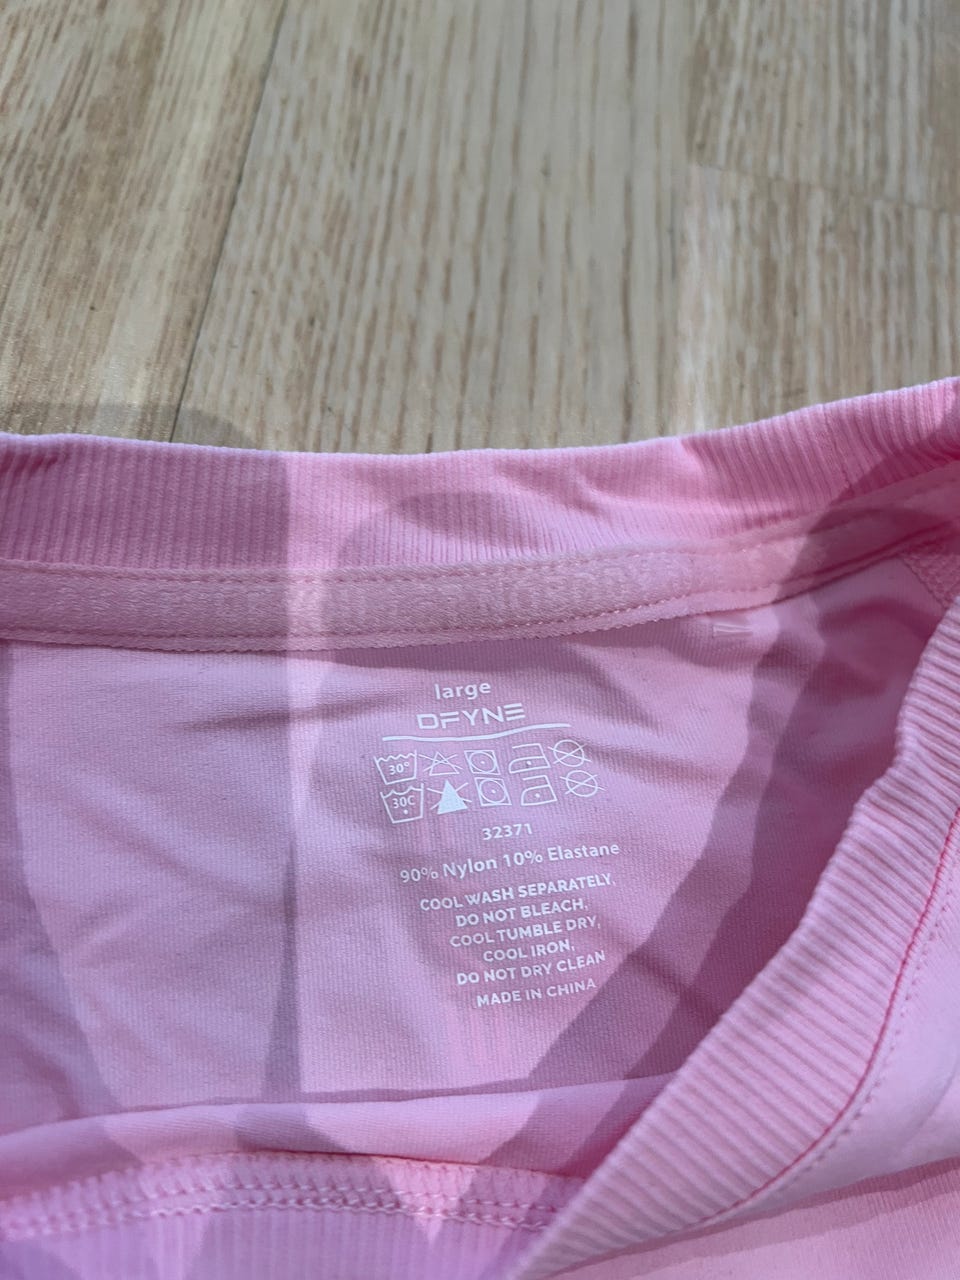 large
DFYNE
30°
30C
32371
90% Nylon 10% Elastane
COOL WASH SEPARATELY,
DO NOT BLEACH,
COOL TUMBLE DRY,
COOL IRON,
DO NOT DRY CLEAN
MADE IN CHINA